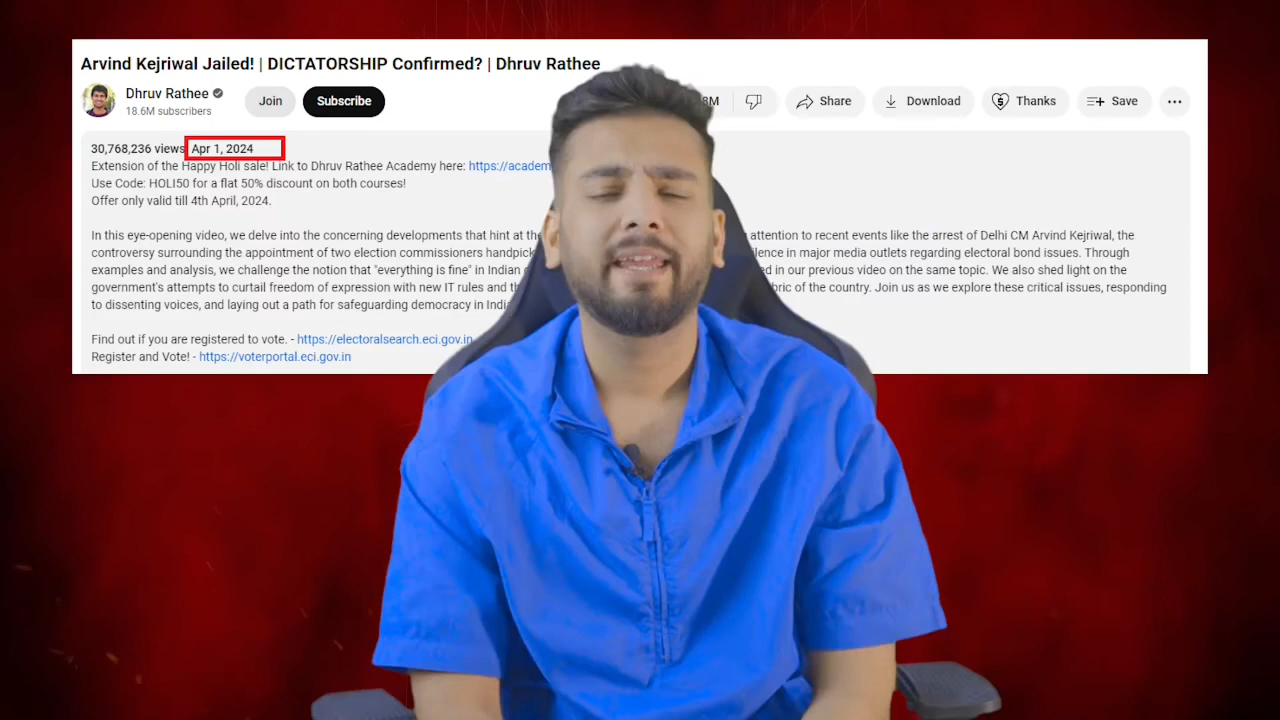 Arvind Kejriwal Jailed! | DICTATORSHIP Confirmed? | Dhruv Rathee
Dhruv Rathee
18.6M subscribers
Join
Subscribe
8M
Share
Download
Thanks
Save
30,768,236 views Apr 1, 2024
Extension of the Happy Holi sale! Link to Dhruv Rathee Academy here: https://academ
Use Code: HOLI50 for a flat 50% discount on both courses!
Offer only valid till 4th April, 2024.
In this eye-opening video, we delve into the concerning developments that hint at the attention to recent events like the arrest of Delhi CM Arvind Kejriwal, the
controversy surrounding the appointment of two election commissioners handpick ilence in major media outlets regarding electoral bond issues. Through
examples and analysis, we challenge the notion that "everything is fine" in Indian ed in our previous video on the same topic. We also shed light on the
government's attempts to curtail freedom of expression with new IT rules and th bric of the country. Join us as we explore these critical issues, responding
to dissenting voices, and laying out a path for safeguarding democracy in Indi
Find out if you are registered to vote. - https://electoralsearch.eci.gov.in
Register and Vote! - https://voterportal.eci.gov.in